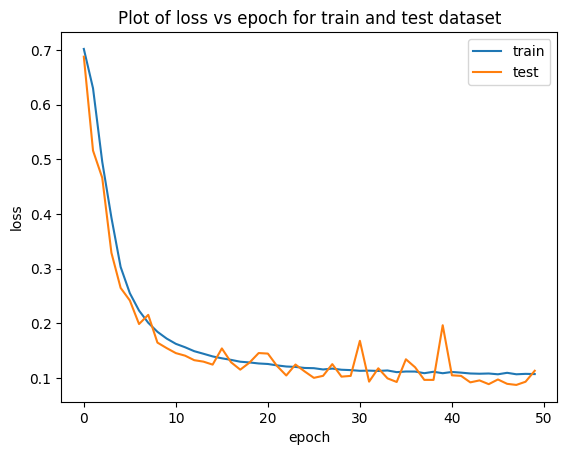 Plot of loss vs epoch for train and test dataset
train
test
0.7
0.6
0.5
0.4
0.3
0.2
0.1
loss
0 10 20 30 40 50
epoch